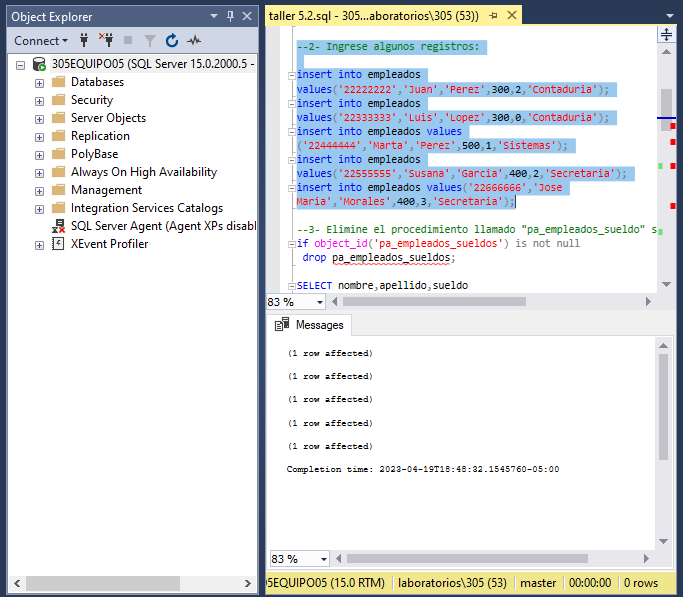 Object Explorer
Connect
305EQUIPO05 (SQL Server 15.0.2000.5 -
Databases
Security
Server Objects
Replication
PolyBase
Always On High Availability
Management
Integration Services Catalogs
SQL Server Agent (Agent XPs disabl
XEvent Profiler
taller 5.2.sql - 305...aboratorios\305 (53))
--2- Ingrese algunos registros:
insert into empleados
values('22222222','Juan','Perez',300,2,'Contaduria');
insert into empleados
values('22333333','Luis','Lopez',300,0,'Contaduria');
insert into empleados values
('22444444','Marta','Perez',500,1,'Sistemas');
insert into empleados
values('22555555','Susana','Garcia',400,2,'Secretaria');
insert into empleados values('22666666','Jose
Maria','Morales',400,3,'Secretaria');
--3- Elimine el procedimiento llamado "pa_empleados_sueldo" s
if object_id('pa_empleados_sueldos') is not null
drop pa_empleados_sueldos;
SELECT nombre,apellido,sueldo
83 %
Messages
(1 row affected)
(1 row affected)
(1 row affected)
(1 row affected)
(1 row affected)
Completion time: 2023-04-19T18:48:32.1545760-05:00
83 %
05EQUIPO05 (15.0 RTM) laboratorios\305 (53) master 00:00:00 0 rows